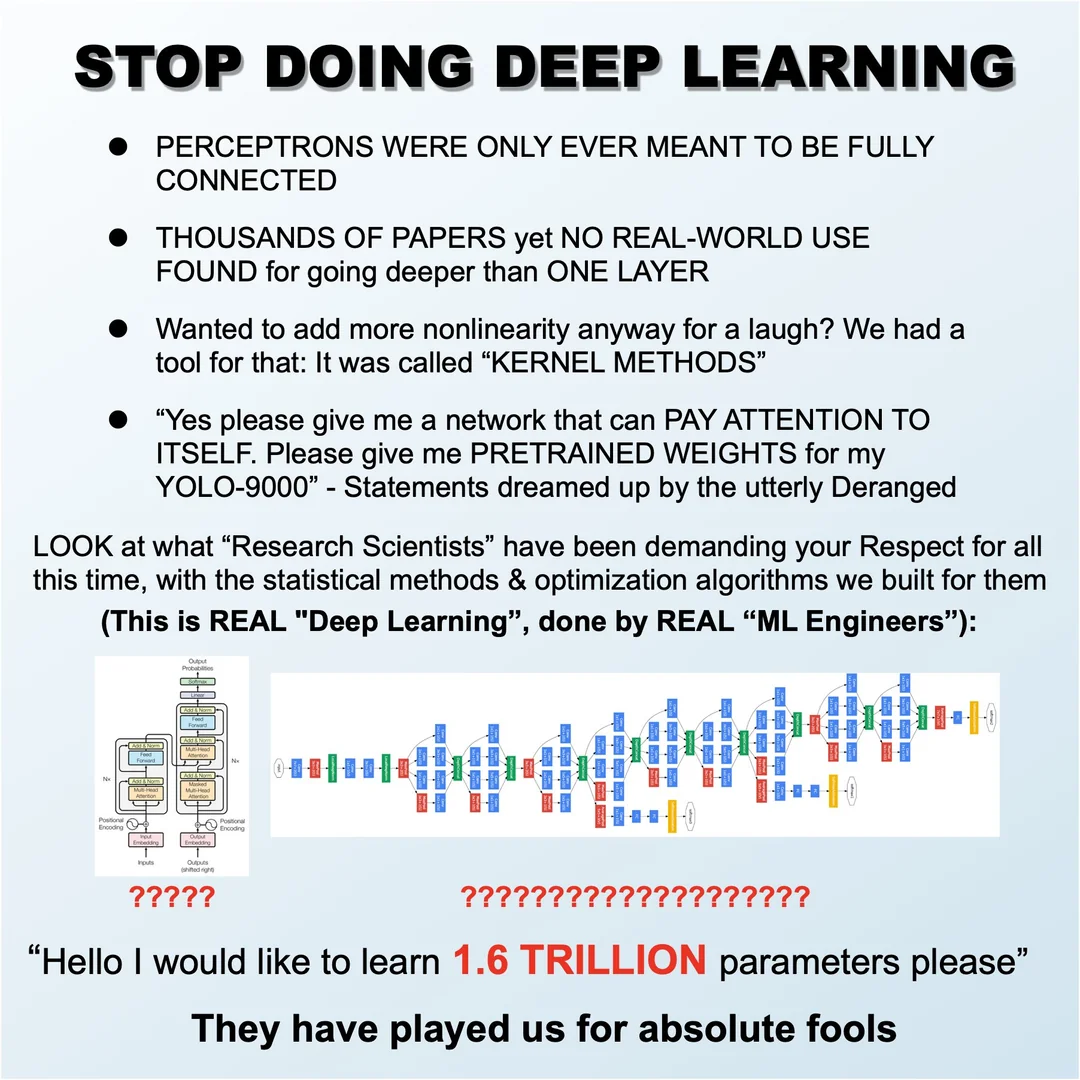 STOP DOING DEEP LEARNING
● PERCEPTRONS WERE ONLY EVER MEANT TO BE FULLY
CONNECTED
● THOUSANDS OF PAPERS yet NO REAL-WORLD USE
FOUND for going deeper than ONE LAYER
● Wanted to add more nonlinearity anyway for a laugh? We had a
tool for that: It was called “KERNEL METHODS”
● “Yes please give me a network that can PAY ATTENTION TO
ITSELF. Please give me PRETRAINED WEIGHTS for my
YOLO-9000” - Statements dreamed up by the utterly Deranged
LOOK at what “Research Scientists” have been demanding your Respect for all
this time, with the statistical methods & optimization algorithms we built for them
(This is REAL "Deep Learning”, done by REAL “ML Engineers”):
Output
Probabilities
Softmax
Linear
Add & Norm
Feed
Forward
Add & Norm
Multi-Head
Attention
Add & Norm
Feed
Forward
Nx
Add & Norm
Multi-Head
Attention
Nx
Add & Norm
Masked
Multi-Head
Attention
Positional
Encoding
Positional
Encoding
Input
Embedding
Output
Embedding
Inputs
Outputs
(shifted right)
?????
????????????????????????
“Hello I would like to learn 1.6 TRILLION parameters please”
They have played us for absolute fools